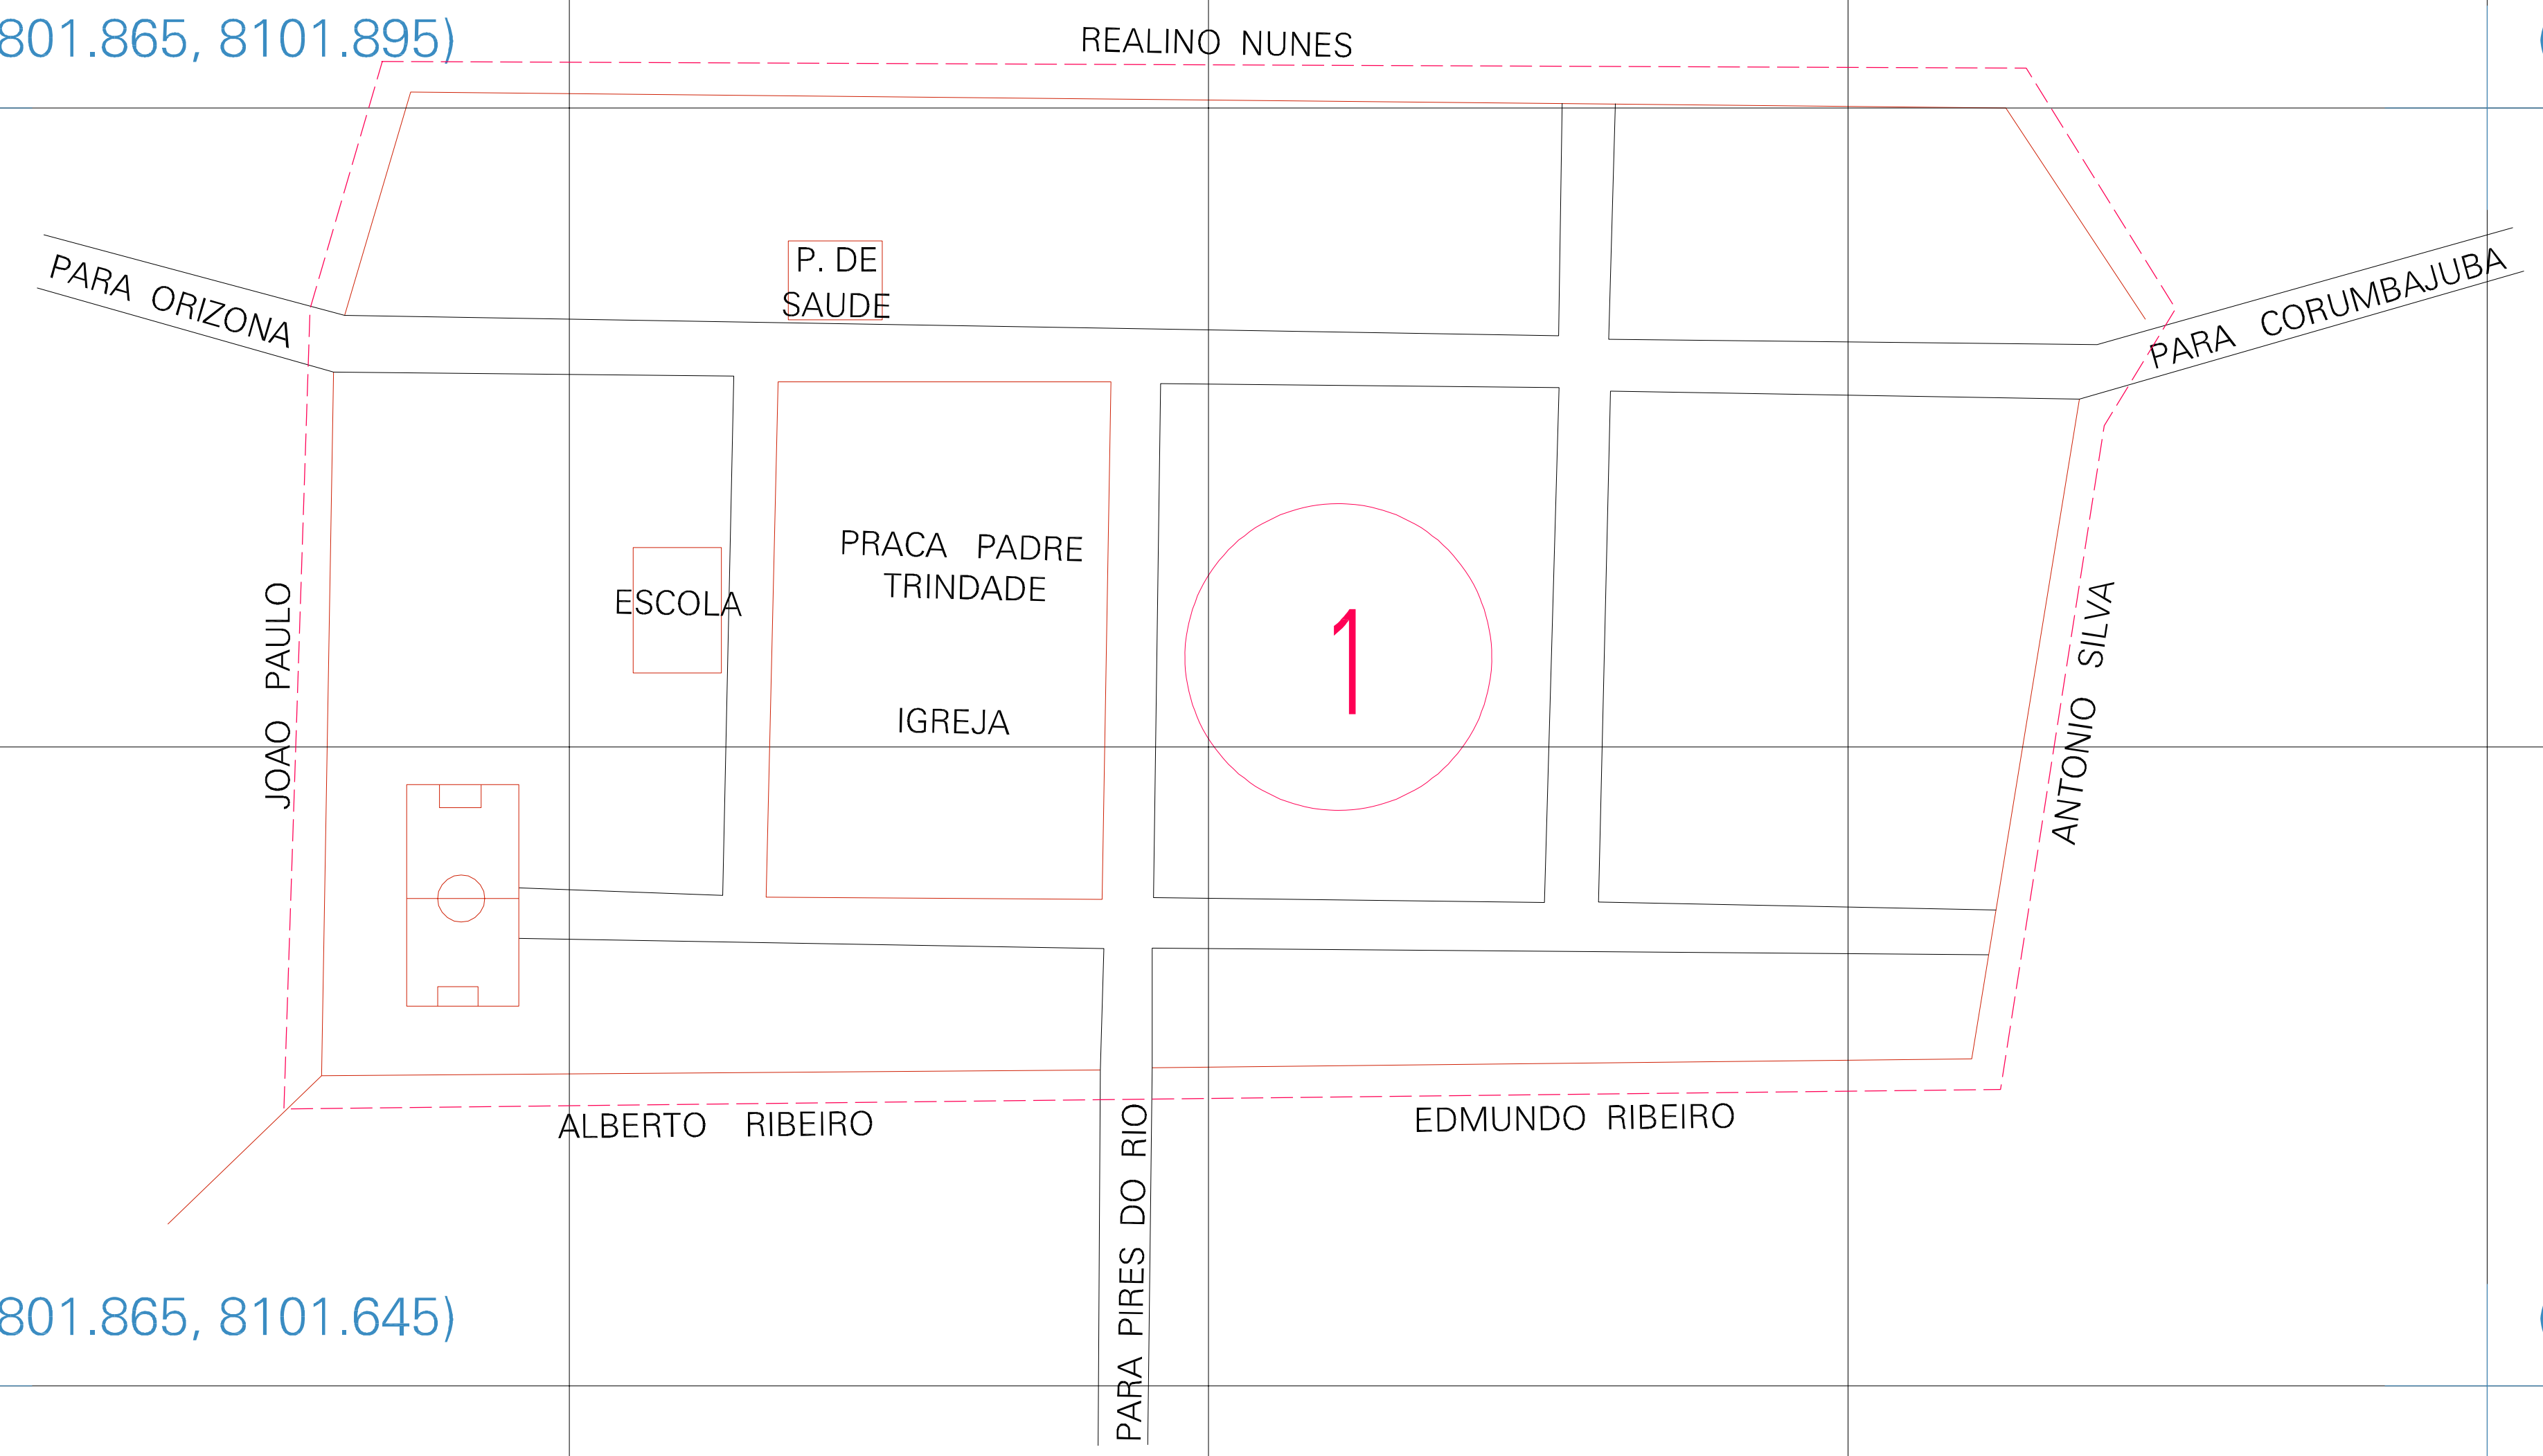 801.865, 8101.895)
REALINO NUNES
PARA ORIZONA
P. DE
SAUDE
PARA CORUMBAJUBA
PRACA PADRE
TRINDADE
ESCOLA
1
JOAO PAULO
IGREJA
ANTONIO SILVA
ALBERTO RIBEIRO
EDMUNDO RIBEIRO
PARA PIRES DO RIO
801.865, 8101.645)